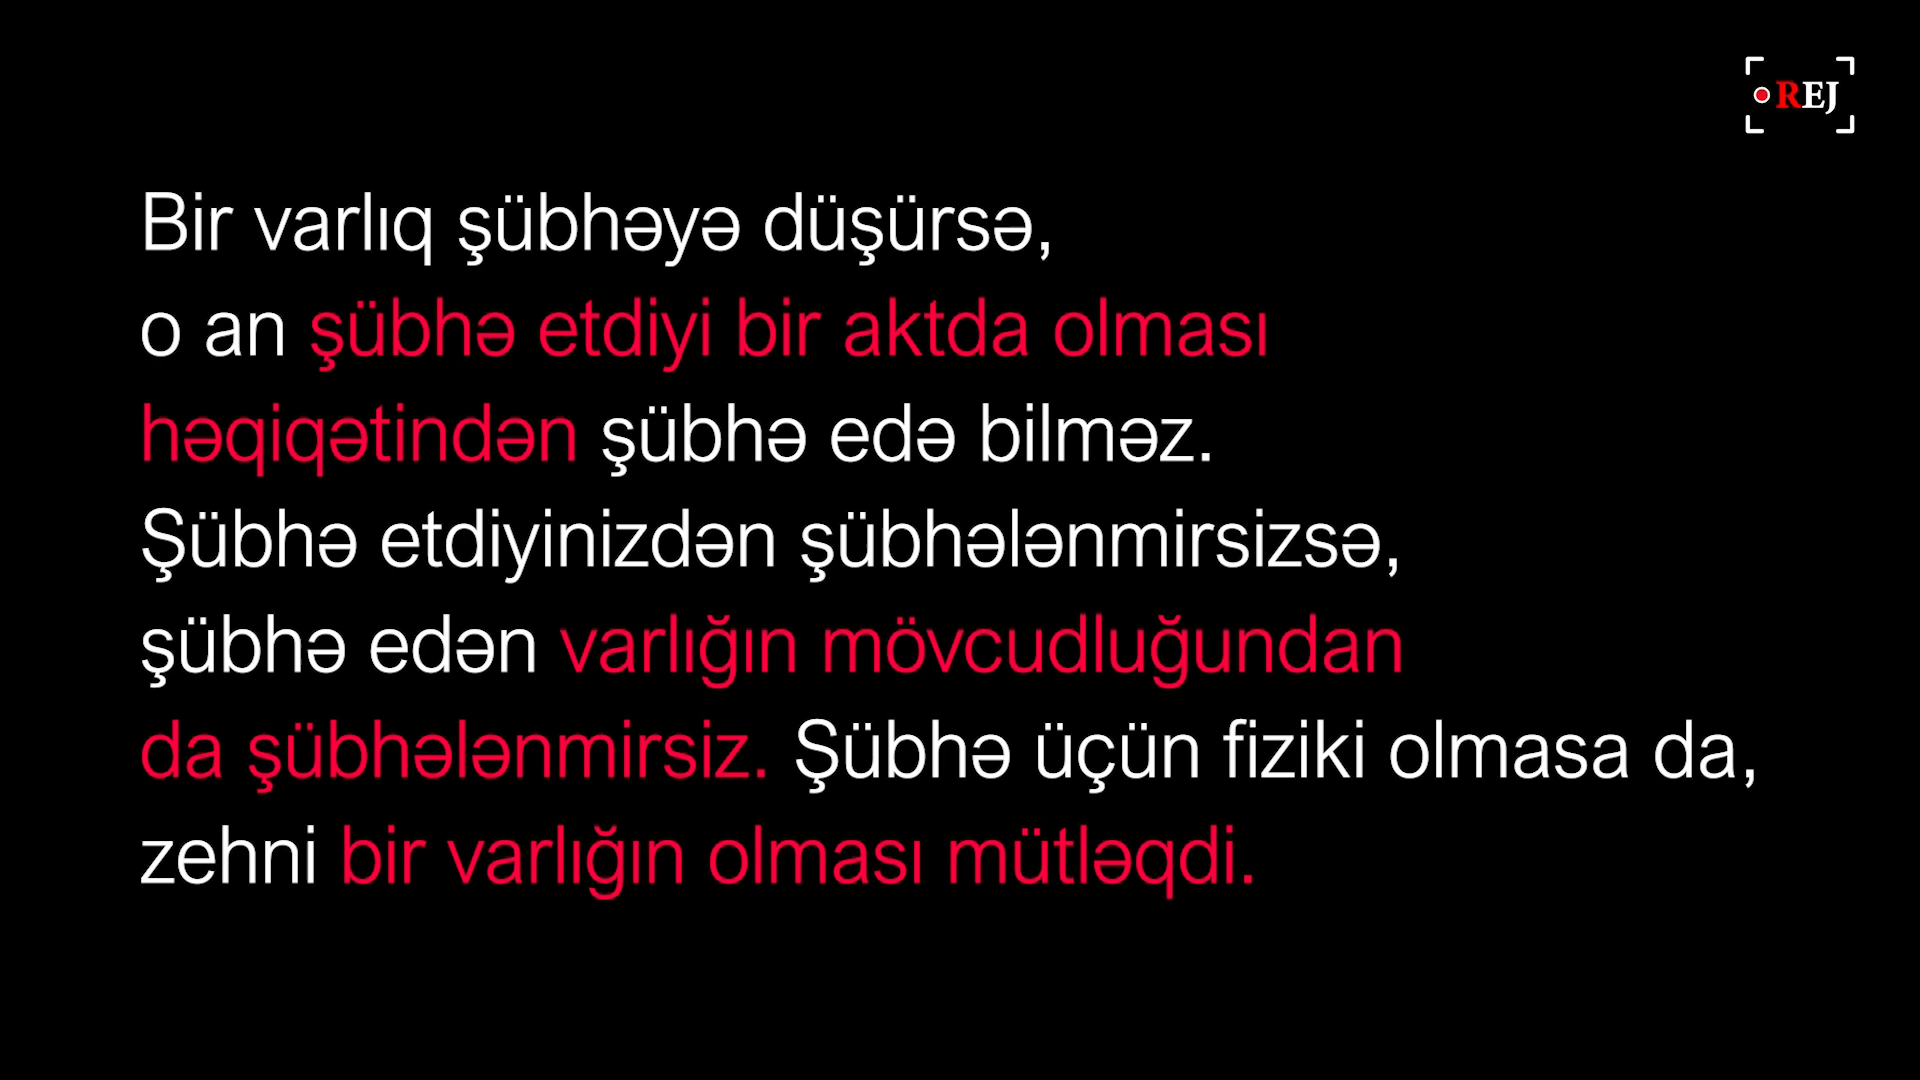 REJ
Bir varlıq şübhəyə düşürsə,
o an şübhə etdiyi bir aktda olması
həqiqətindən şübhə edə bilməz.
Şübhə etdiyinizdən şübhələnmirsizsə,
şübhə edən varlığın mövcudluğundan
da şübhələnmirsiz. Şübhə üçün fiziki olmasa da,
zehni bir varlığın olması mütləqdi.